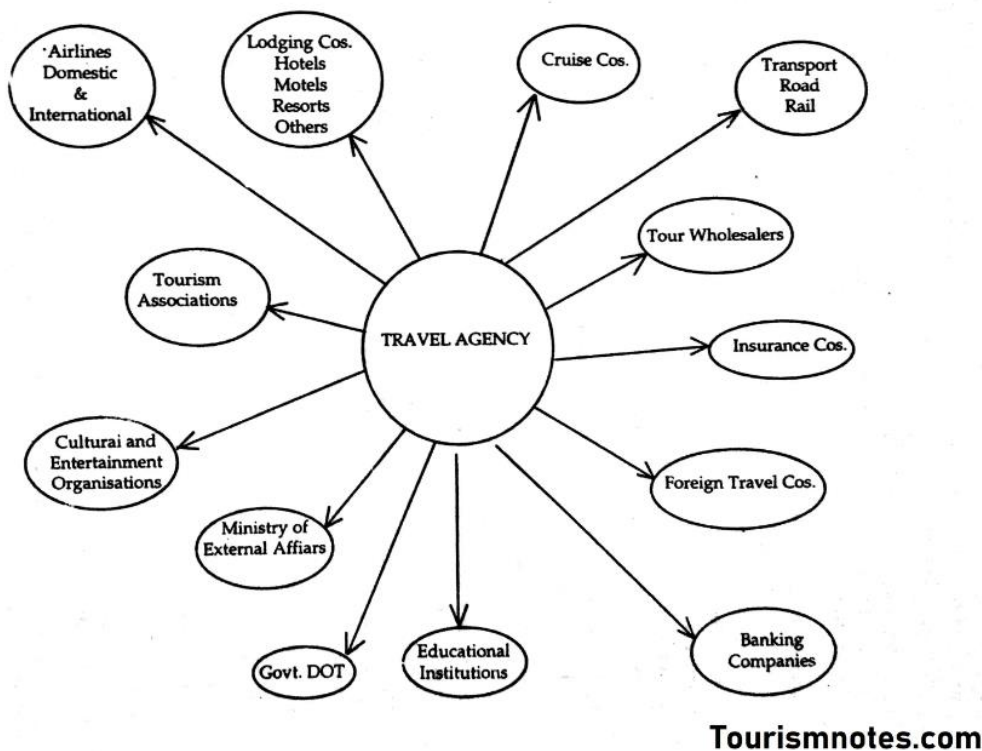 Airlines
Domestic
&
International
Lodging Cos.
Hotels
Motels
Resorts
Others
Cruise Cos.
Transport
Road
Rail
Tour Wholesalers
Tourism
Associations
TRAVEL AGENCY
Insurance Cos.
Culturai and
Entertainment
Organisations
Foreign Travel Cos.
Ministry of
External Affiars
Govt. DOT
Educational
Institutions
Banking
Companies
Tourismnotes.com